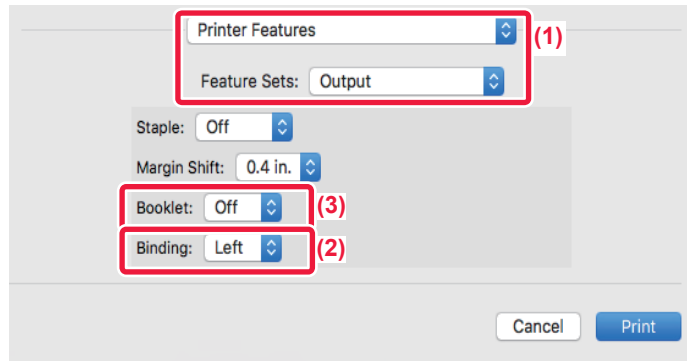 Printer Features (1)
Feature Sets: Output
Staple: Off
Margin Shift: 0.4 in.
Booklet: Off (3)
Binding: Left (2)
Cancel Print